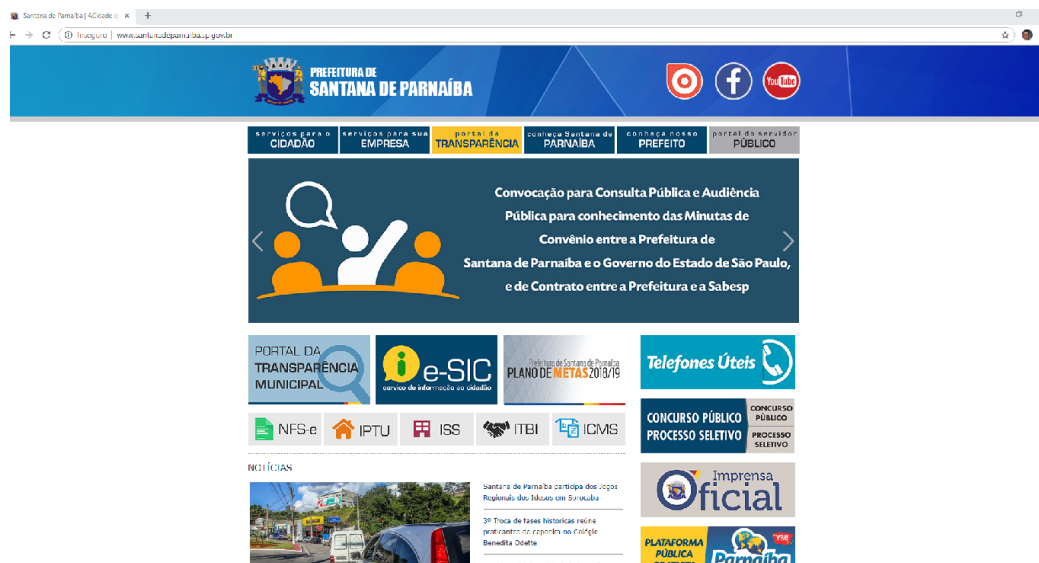 Santana de Parnaíba | A Cidade q
Inseguro | www.santanadeparnaiba.sp.gov.br
PREFEITURA DE
SANTANA DE PARNAÍBA
You Tube
serviços para o
CIDADÃO
serviços para sua
EMPRESA
portal da
TRANSPARÊNCIA
conheça Santana de
PARNAÍBA
conheça nosso
PREFEITO
portal do servidor
PÚBLICO
Convocação para Consulta Pública e Audiência
Pública para conhecimento das Minutas de
Convênio entre a Prefeitura de
Santana de Parnaíba e o Governo do Estado de São Paulo,
e de Contrato entre a Prefeitura e a Sabesp
PORTAL DA
TRANSPARÊNCIA
MUNICIPAL
i e-SIC
serviço de informação ao cidadão
Prefeitura de Santana de Parnaíba
PLANO DE METAS 2018/19
Telefones Úteis
NFS-e
IPTU
ISS
ITBI
ICMS
CONCURSO PÚBLICO
PROCESSO SELETIVO
CONCURSO
PÚBLICO
PROCESSO
SELETIVO
Imprensa
Oficial
NOTÍCIAS
Santana de Parnaíba participa dos Jogos
Regionais dos Idosos em Sorocaba
3º Troca de fases históricas reúne
praticantes de capoeira no Colégio
Benedita Odette
PLATAFORMA
PÚBLICA
Parnaíba